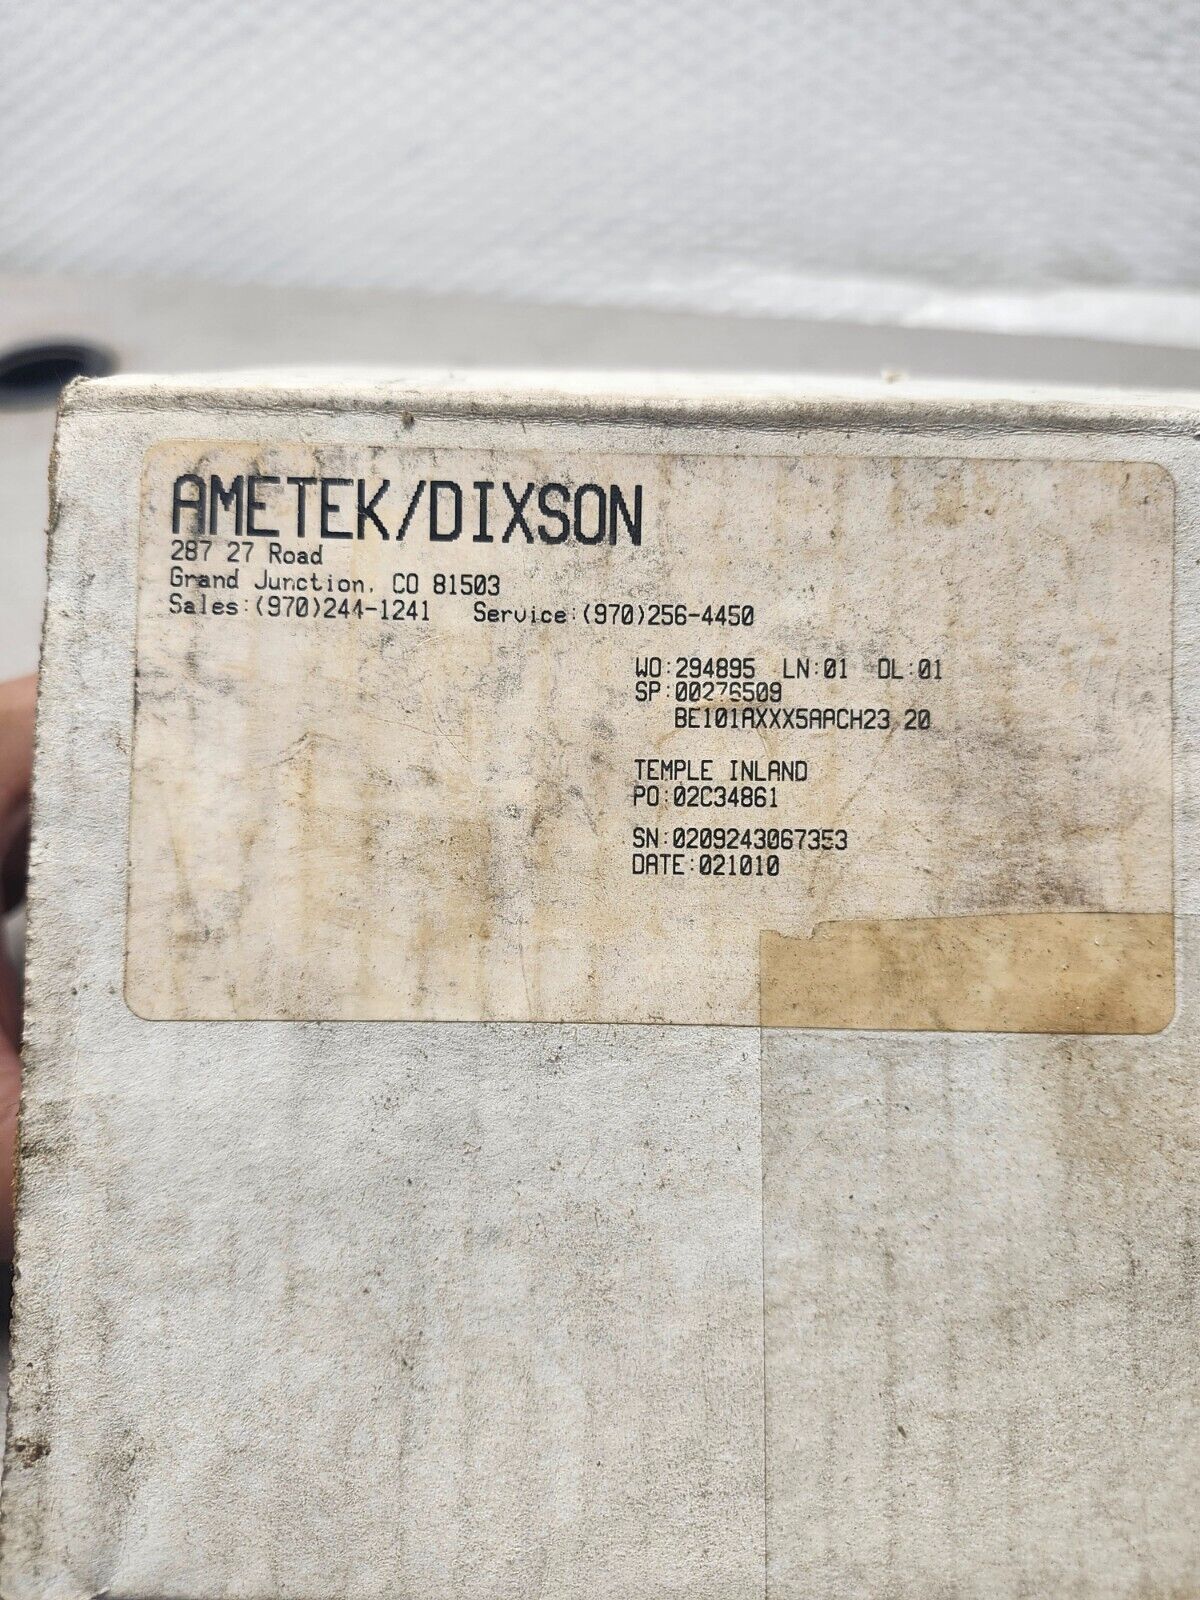 AMETEK/DIXSON
287 27 Road
Grand Junction, CO 81503
Sales:(970)244-1241 Service:(970)256-4450
WO:294895 LN:01 DL:01
SP:00276509
BE101AXXX5AACH23 20
TEMPLE INLAND
PO:02C34861
SN:0209243067353
DATE:021010